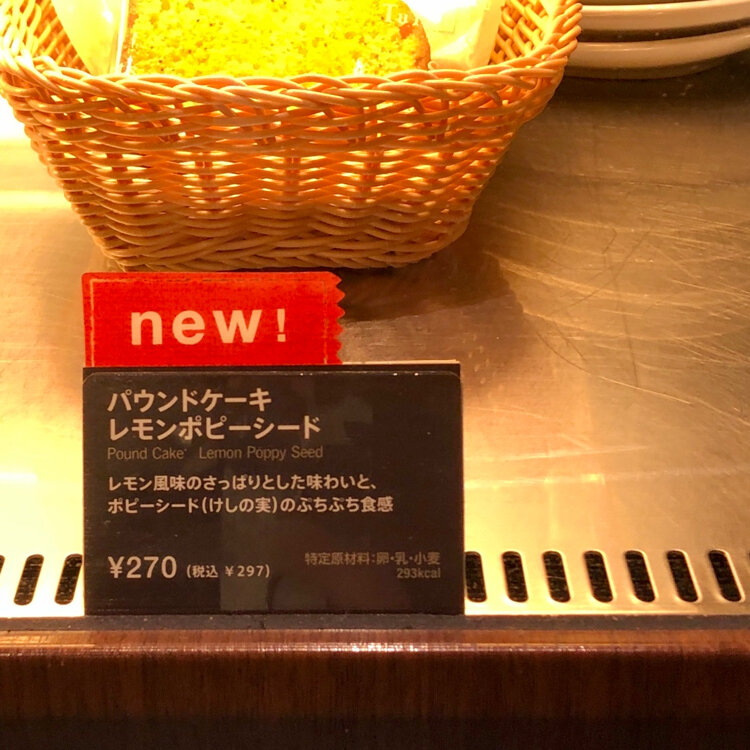 new!
パウンドケーキ
レモンポピーシード
Pound Cake Lemon Poppy Seed
レモン風味のさっぱりとした味わいと、
ポピーシード(けしの実)のぷちぷち食感
¥270 (税込 ¥297)
特定原材料:卵・乳・小麦
293kcal